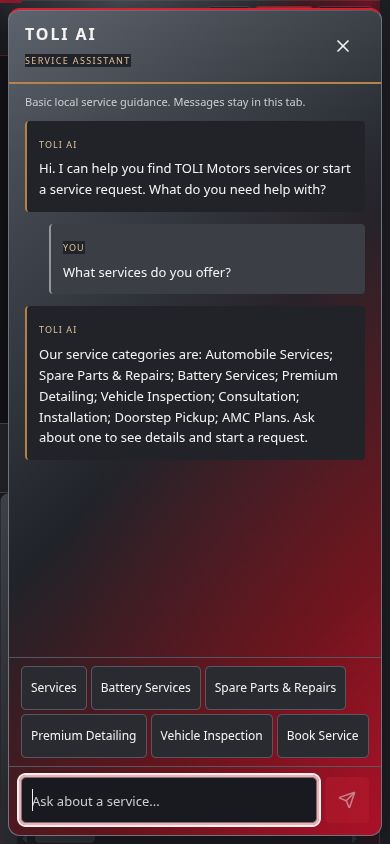 TOLI AI
SERVICE ASSISTANT
Basic local service guidance. Messages stay in this tab.
TOLI AI
Hi. I can help you find TOLI Motors services or start
a service request. What do you need help with?
YOU
What services do you offer?
TOLI AI
Our service categories are: Automobile Services;
Spare Parts & Repairs; Battery Services; Premium
Detailing; Vehicle Inspection; Consultation;
Installation; Doorstep Pickup; AMC Plans. Ask
about one to see details and start a request.
Services
Battery Services
Spare Parts & Repairs
Premium Detailing
Vehicle Inspection
Book Service
Ask about a service...